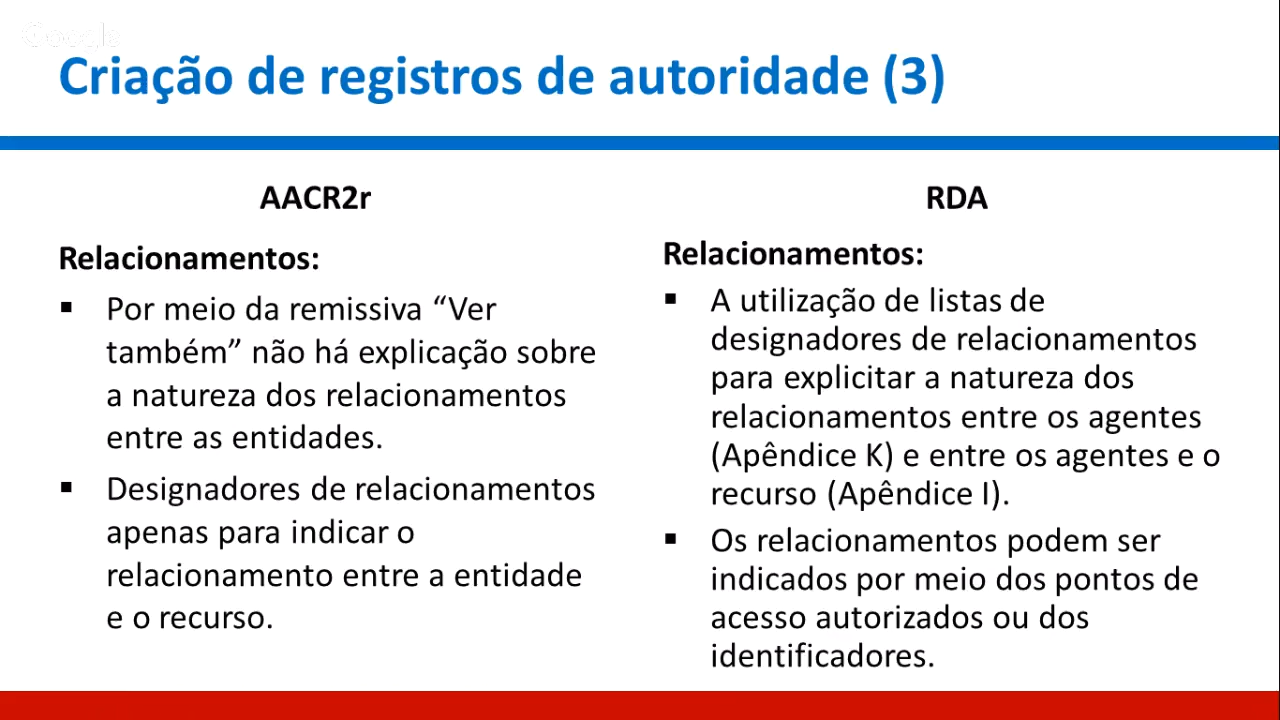 Criação de registros de autoridade (3)
AACR2r
Relacionamentos:
▪ Por meio da remissiva “Ver
também” não há explicação sobre
a natureza dos relacionamentos
entre as entidades.
▪ Designadores de relacionamentos
apenas para indicar o
relacionamento entre a entidade
e o recurso.
RDA
Relacionamentos:
▪ A utilização de listas de
designadores de relacionamentos
para explicitar a natureza dos
relacionamentos entre os agentes
(Apêndice K) e entre os agentes e o
recurso (Apêndice I).
▪ Os relacionamentos podem ser
indicados por meio dos pontos de
acesso autorizados ou dos
identificadores.